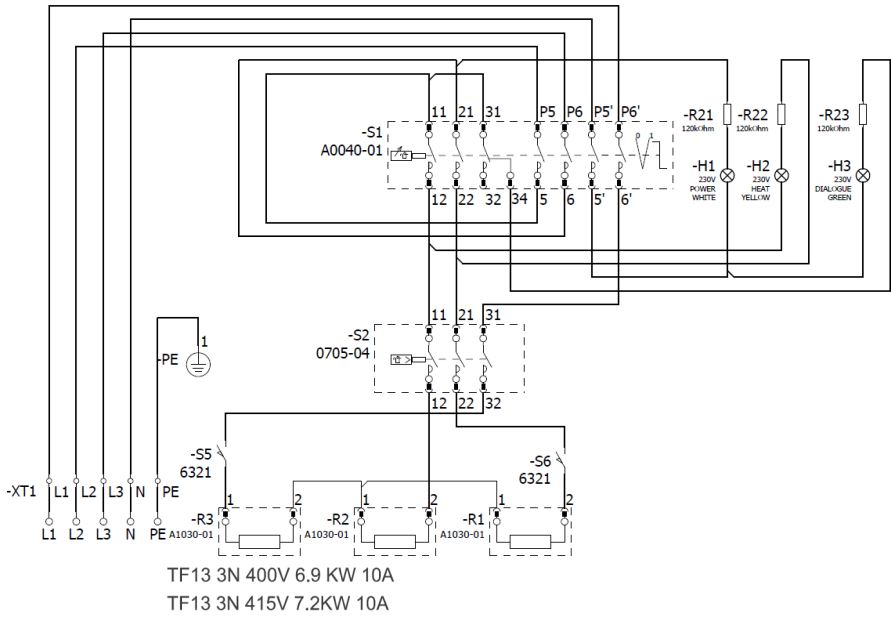 11 21 31 P5 P6 P5' P6'
-S1
A0040-01
0 1
12 22 32 34 5 6 5' 6'
-R21
120kOhm
-R22
120kOhm
-R23
120kOhm
-H1
230V
POWER
WHITE
-H2
230V
HEAT
YELLOW
-H3
230V
DIALOGUE
GREEN
11 21 31
-S2
0705-04
12 22 32
1
-PE
-S5
6321
-S6
6321
-XT1 L1 L2 L3 N PE
L1 L2 L3 N PE
1 2
-R3
A1030-01
1 2
-R2
A1030-01
1 2
-R1
A1030-01
TF13 3N 400V 6.9 KW 10A
TF13 3N 415V 7.2KW 10A